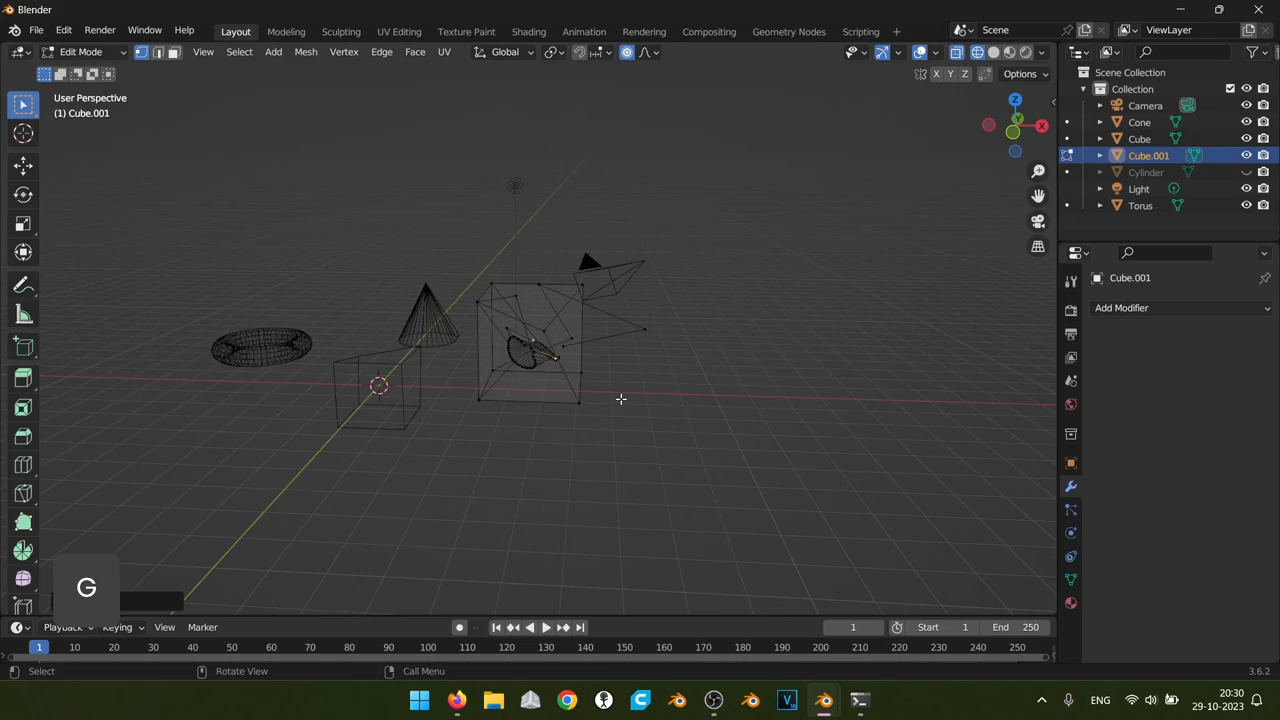 Blender
File Edit Render Window Help
Layout Modeling Sculpting UV Editing Texture Paint Shading Animation Rendering Compositing Geometry Nodes Scripting +
Scene
ViewLayer
Edit Mode View Select Add Mesh Vertex Edge Face UV Global
X Y Z Options
User Perspective
(1) Cube.001
Z
Y
X
Scene Collection
Collection
Camera
Cone
Cube
Cube.001
Cylinder
Light
Torus
Cube.001
Add Modifier
G
Playback Keying View Marker 1 Start 1 End 250
1 10 20 30 40 50 60 70 80 90 100 110 120 130 140 150 160 170 180 190 200 210 220 230 240 250
Select Rotate View Call Menu 3.6.2
ENG 20:30
29-10-2023